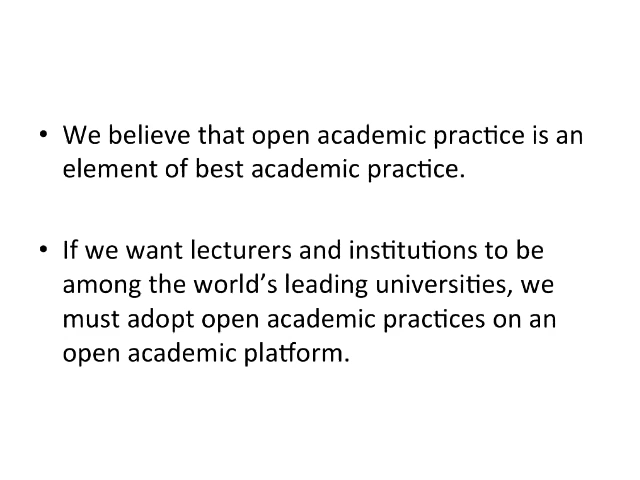 • We believe that open academic practice is an
element of best academic practice.
• If we want lecturers and institutions to be
among the world’s leading universities, we
must adopt open academic practices on an
open academic platform.